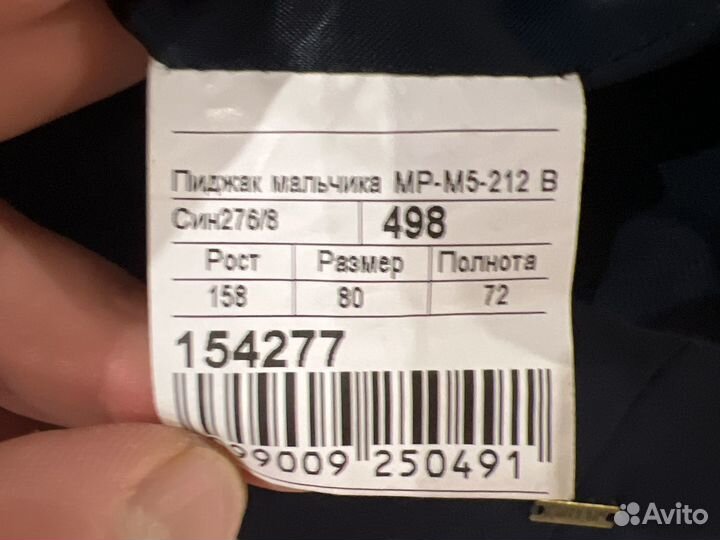 Пиджак мальчика МР-М5-212 В
Син276/8 498
Рост Размер Полнота
158 80 72
154277
99009 250491
Avito